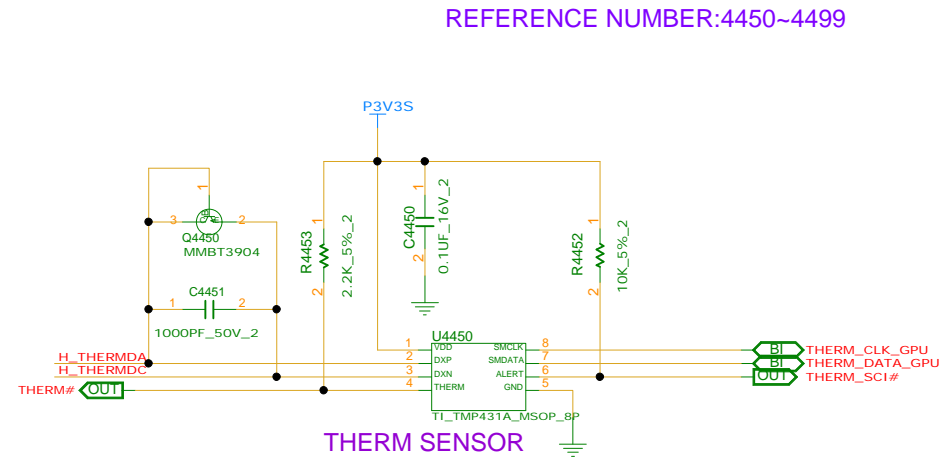 REFERENCE NUMBER:4450~4499
P3V3S
1
3
2
Q4450
MMBT3904
C4451
1
2
1000PF_50V_2
1
R4453
2.2K_5%_2
2
1
C4450
0.1UF_16V_2
2
1
R4452
10K_5%_2
2
U4450
1 VDD SMCLK 8
2 DXP SMDATA 7
3 DXN ALERT 6
4 THERM GND 5
TI_TMP431A_MSOP_8P
H_THERMDA
H_THERMDC
THERM# OUT
BI THERM_CLK_GPU
BI THERM_DATA_GPU
OUT THERM_SCI#
THERM SENSOR